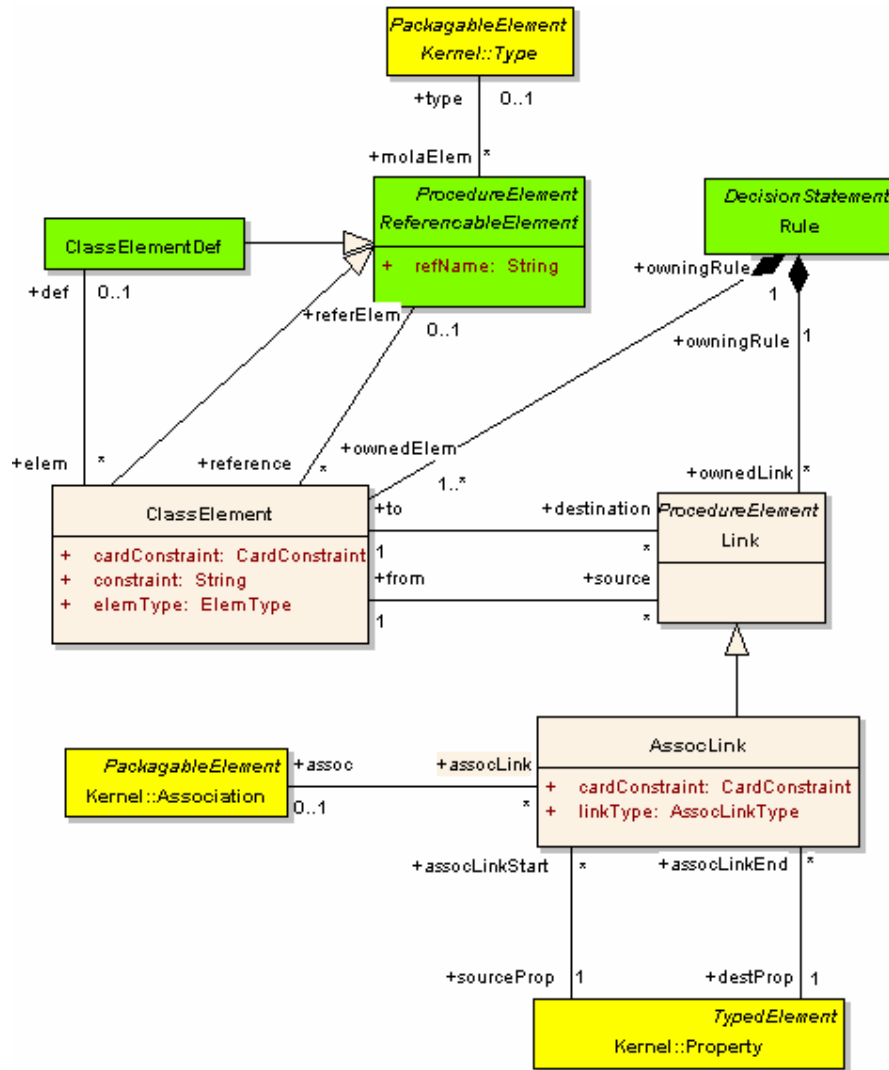 PackagableElement
Kernel::Type
+type
0..1
+molaElem
*
ProcedureElement
ReferencableElement
+ refName: String
DecisionStatement
Rule
ClassElementDef
+def
0..1
+referElem
0..1
+owningRule
1
+owningRule
1
+elem
*
+reference
*
+ownedElem
1..*
+ownedLink
*
ClassElement
+ cardConstraint: CardConstraint
+ constraint: String
+ elemType: ElemType
+to
1
+destination
*
+from
1
+source
*
ProcedureElement
Link
PackagableElement
Kernel::Association
+assoc
0..1
+assocLink
*
AssocLink
+ cardConstraint: CardConstraint
+ linkType: AssocLinkType
+assocLinkStart
*
+assocLinkEnd
*
+sourceProp
1
+destProp
1
TypedElement
Kernel::Property